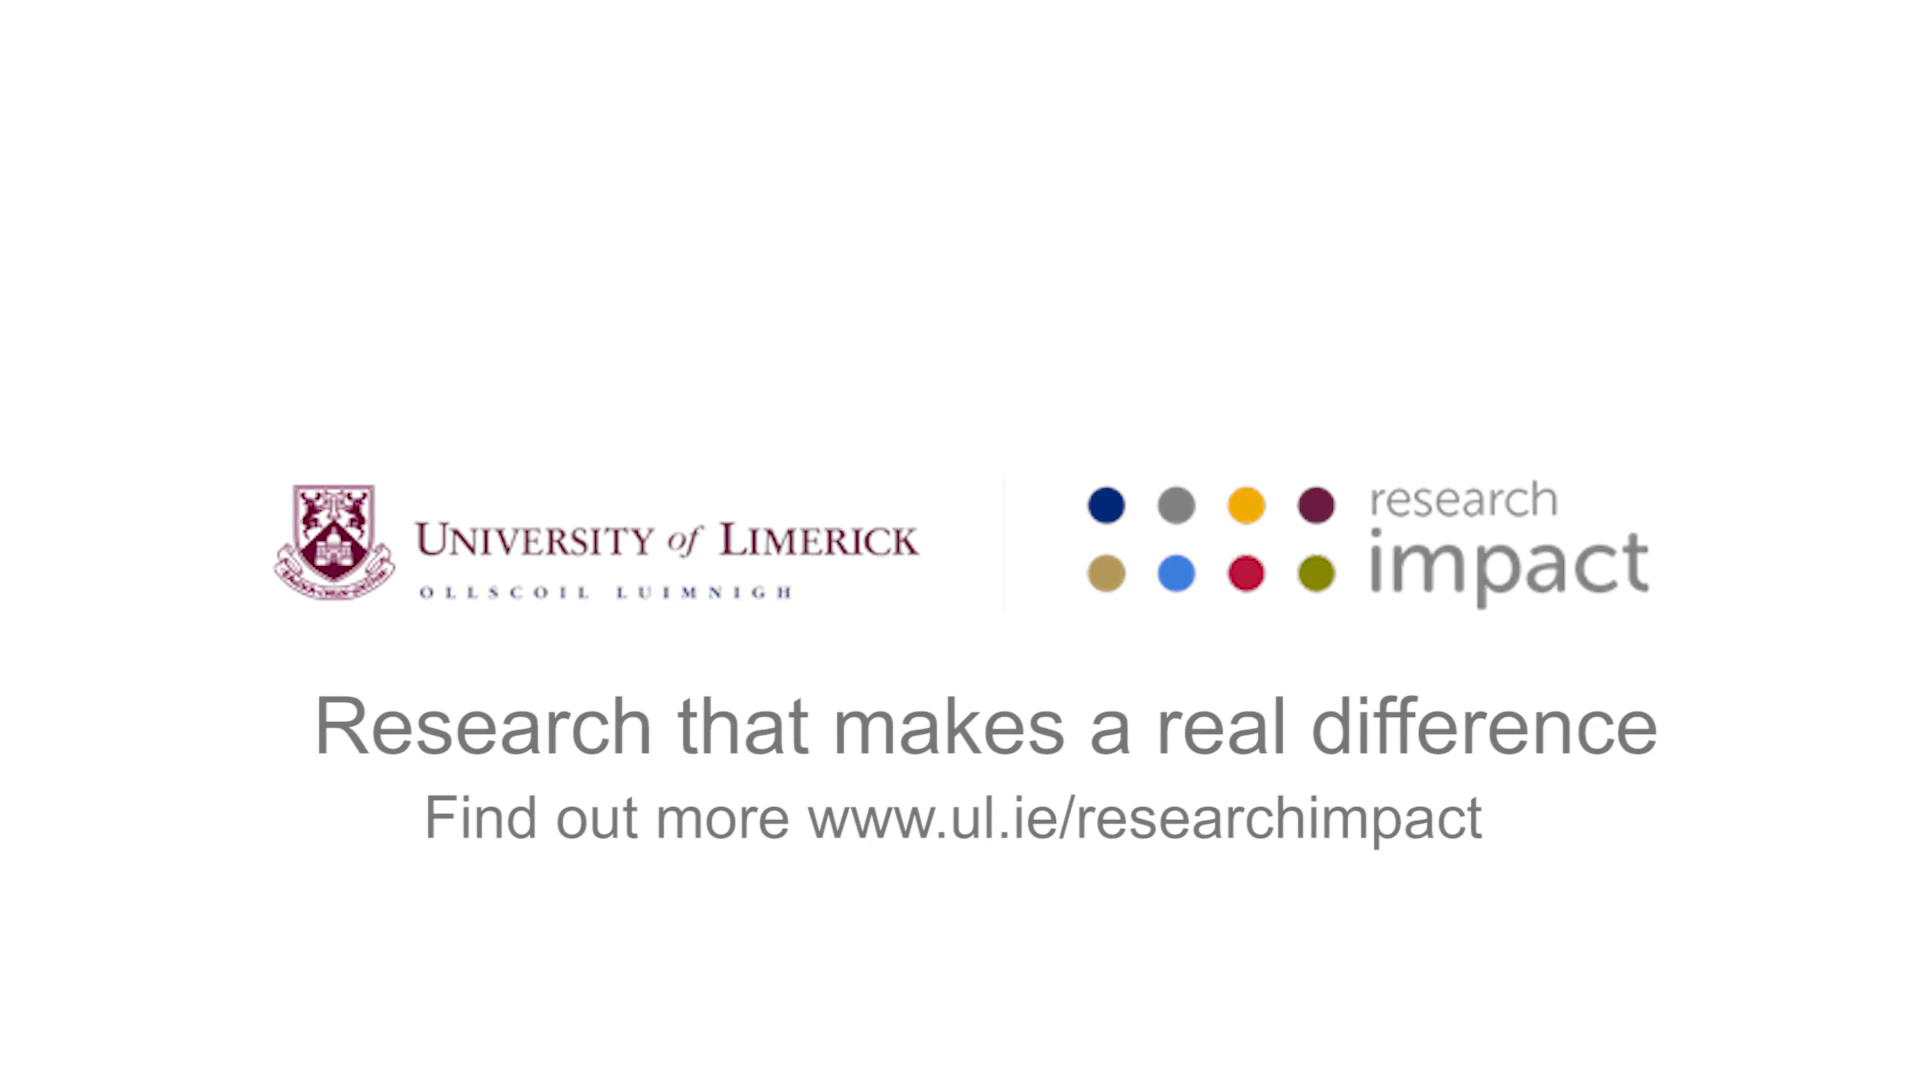 UNIVERSITY of LIMERICK
OLLSCOIL LUIMNIGH
research
impact
Research that makes a real difference
Find out more www.ul.ie/researchimpact